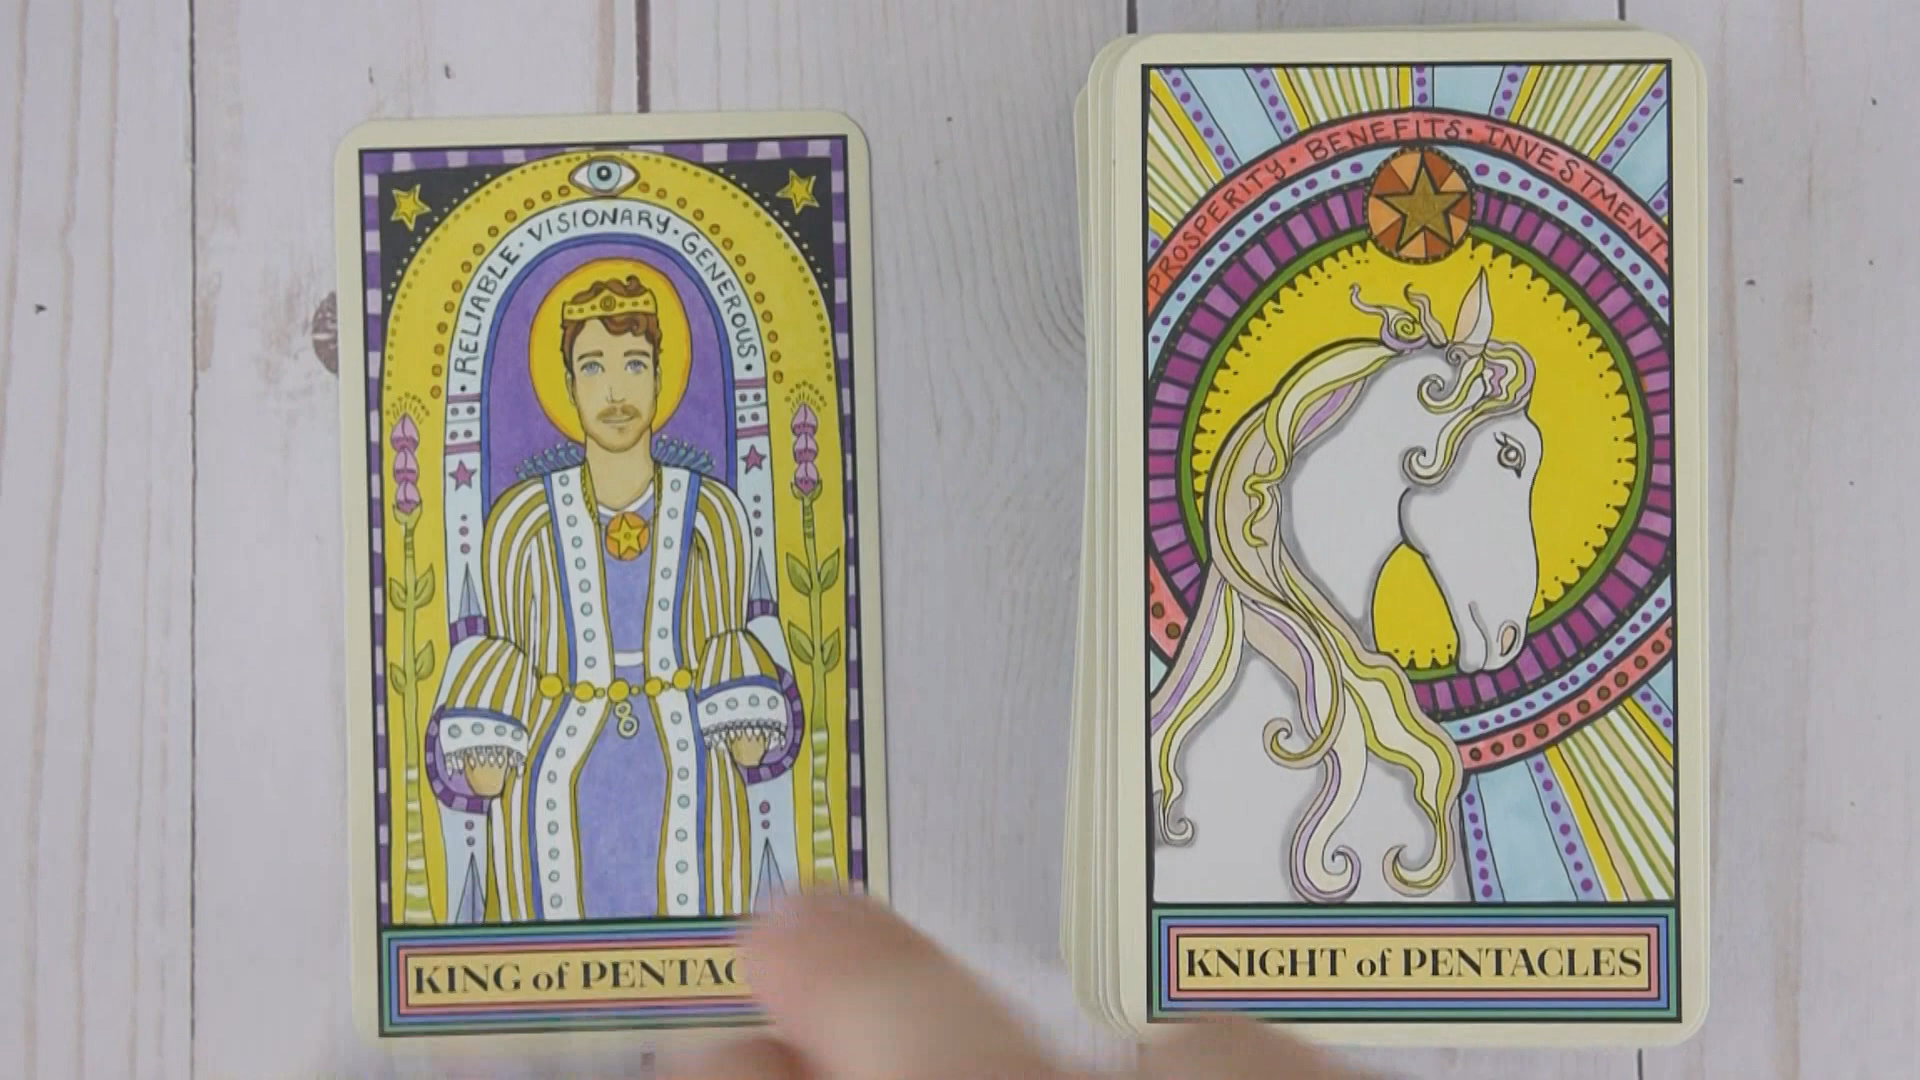 • RELIABLE • VISIONARY • GENEROUS •
KING of PENTAC
PROSPERITY • BENEFITS • INVESTMENT
KNIGHT of PENTACLES